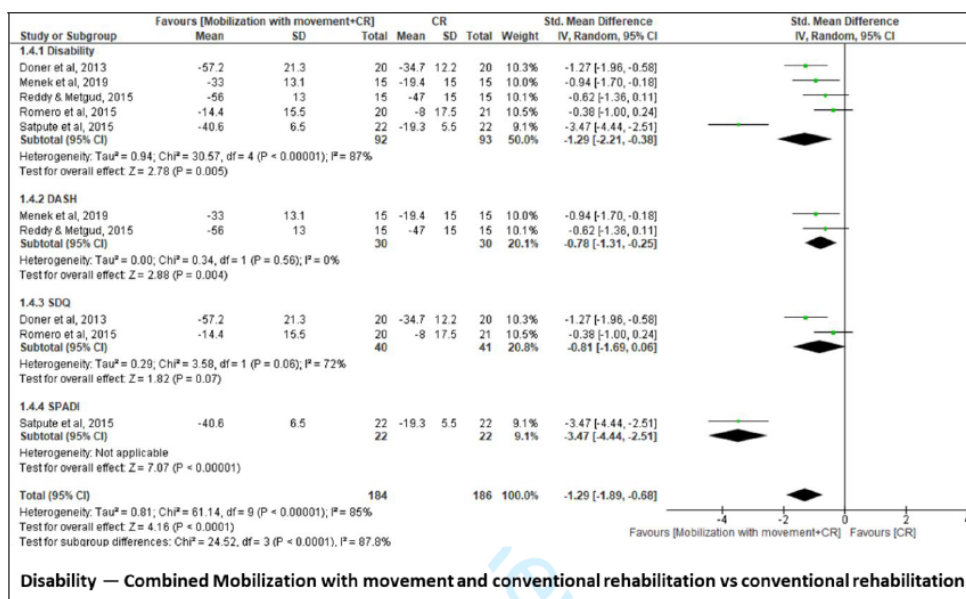 Favours [Mobilization with movement+CR] CR Std. Mean Difference Std. Mean Difference
Study or Subgroup Mean SD Total Mean SD Total Weight IV, Random, 95% CI IV, Random, 95% CI
1.4.1 Disability
Doner et al, 2013 -57.2 21.3 20 -34.7 12.2 20 10.3% -1.27 [-1.96, -0.58]
Menek et al, 2019 -33 13.1 15 -19.4 15 15 10.0% -0.94 [-1.70, -0.18]
Reddy & Metgud, 2015 -56 13 15 -47 15 15 10.1% -0.62 [-1.36, 0.11]
Romero et al, 2015 -14.4 15.5 20 -8 17.5 21 10.5% -0.38 [-1.00, 0.24]
Satpute et al, 2015 -40.6 6.5 22 -19.3 5.5 22 9.1% -3.47 [-4.44, -2.51]
Subtotal (95% CI) 92 93 50.0% -1.29 [-2.21, -0.38]
Heterogeneity: Tau² = 0.94; Chi² = 30.57, df = 4 (P < 0.00001); I² = 87%
Test for overall effect: Z = 2.78 (P = 0.005)
1.4.2 DASH
Menek et al, 2019 -33 13.1 15 -19.4 15 15 10.0% -0.94 [-1.70, -0.18]
Reddy & Metgud, 2015 -56 13 15 -47 15 15 10.1% -0.62 [-1.36, 0.11]
Subtotal (95% CI) 30 30 20.1% -0.78 [-1.31, -0.25]
Heterogeneity: Tau² = 0.00; Chi² = 0.34, df = 1 (P = 0.56); I² = 0%
Test for overall effect: Z = 2.88 (P = 0.004)
1.4.3 SDQ
Doner et al, 2013 -57.2 21.3 20 -34.7 12.2 20 10.3% -1.27 [-1.96, -0.58]
Romero et al, 2015 -14.4 15.5 20 -8 17.5 21 10.5% -0.38 [-1.00, 0.24]
Subtotal (95% CI) 40 41 20.8% -0.81 [-1.69, 0.06]
Heterogeneity: Tau² = 0.29; Chi² = 3.58, df = 1 (P = 0.06); I² = 72%
Test for overall effect: Z = 1.82 (P = 0.07)
1.4.4 SPADI
Satpute et al, 2015 -40.6 6.5 22 -19.3 5.5 22 9.1% -3.47 [-4.44, -2.51]
Subtotal (95% CI) 22 22 9.1% -3.47 [-4.44, -2.51]
Heterogeneity: Not applicable
Test for overall effect: Z = 7.07 (P < 0.00001)
Total (95% CI) 184 186 100.0% -1.29 [-1.89, -0.68]
Heterogeneity: Tau² = 0.81; Chi² = 61.14, df = 9 (P < 0.00001); I² = 85%
Test for overall effect: Z = 4.16 (P < 0.0001)
Test for subgroup differences: Chi² = 24.52, df = 3 (P < 0.0001), I² = 87.8%
-4 -2 0 2 4
Favours [Mobilization with movement+CR] Favours [CR]
Disability — Combined Mobilization with movement and conventional rehabilitation vs conventional rehabilitation